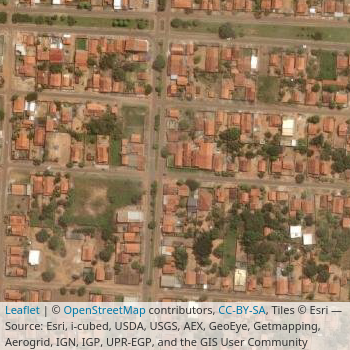 Leaflet | © OpenStreetMap contributors, CC-BY-SA, Tiles © Esri —
Source: Esri, i-cubed, USDA, USGS, AEX, GeoEye, Getmapping,
Aerogrid, IGN, IGP, UPR-EGP, and the GIS User Community